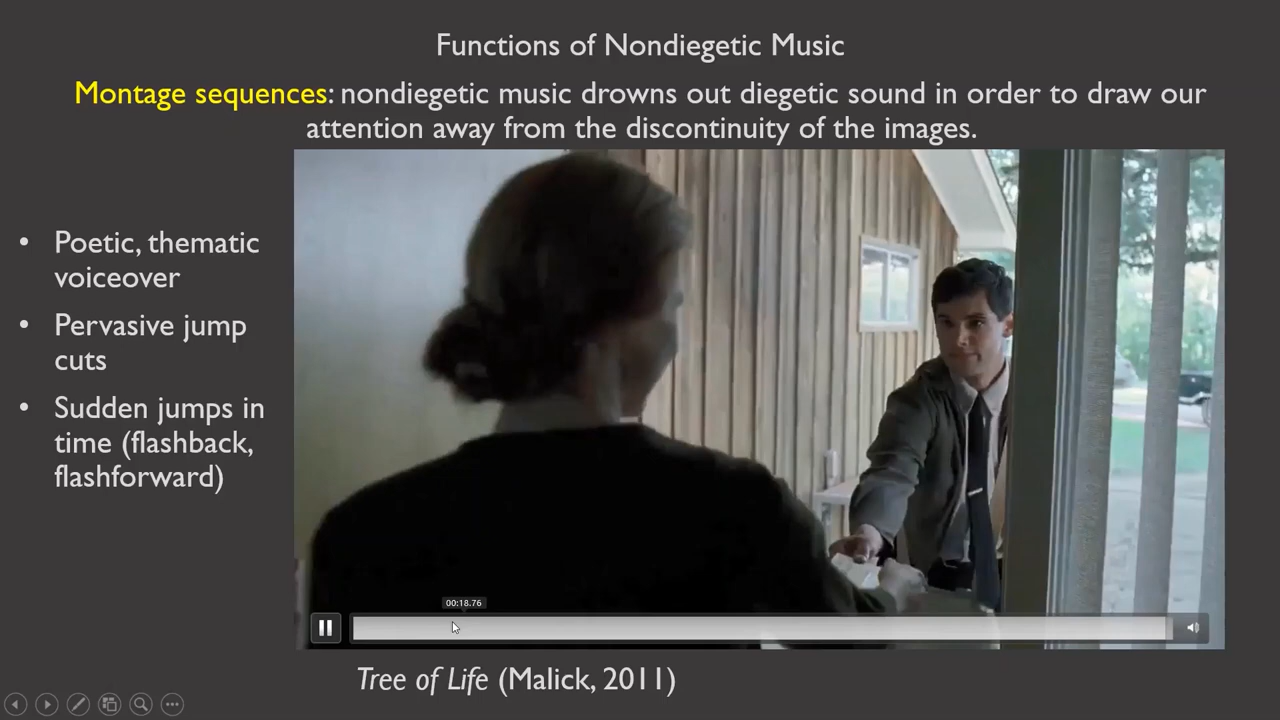 Functions of Nondiegetic Music
Montage sequences: nondiegetic music drowns out diegetic sound in order to draw our
attention away from the discontinuity of the images.
• Poetic, thematic
voiceover
• Pervasive jump
cuts
• Sudden jumps in
time (flashback,
flashforward)
00:18.76
Tree of Life (Malick, 2011)